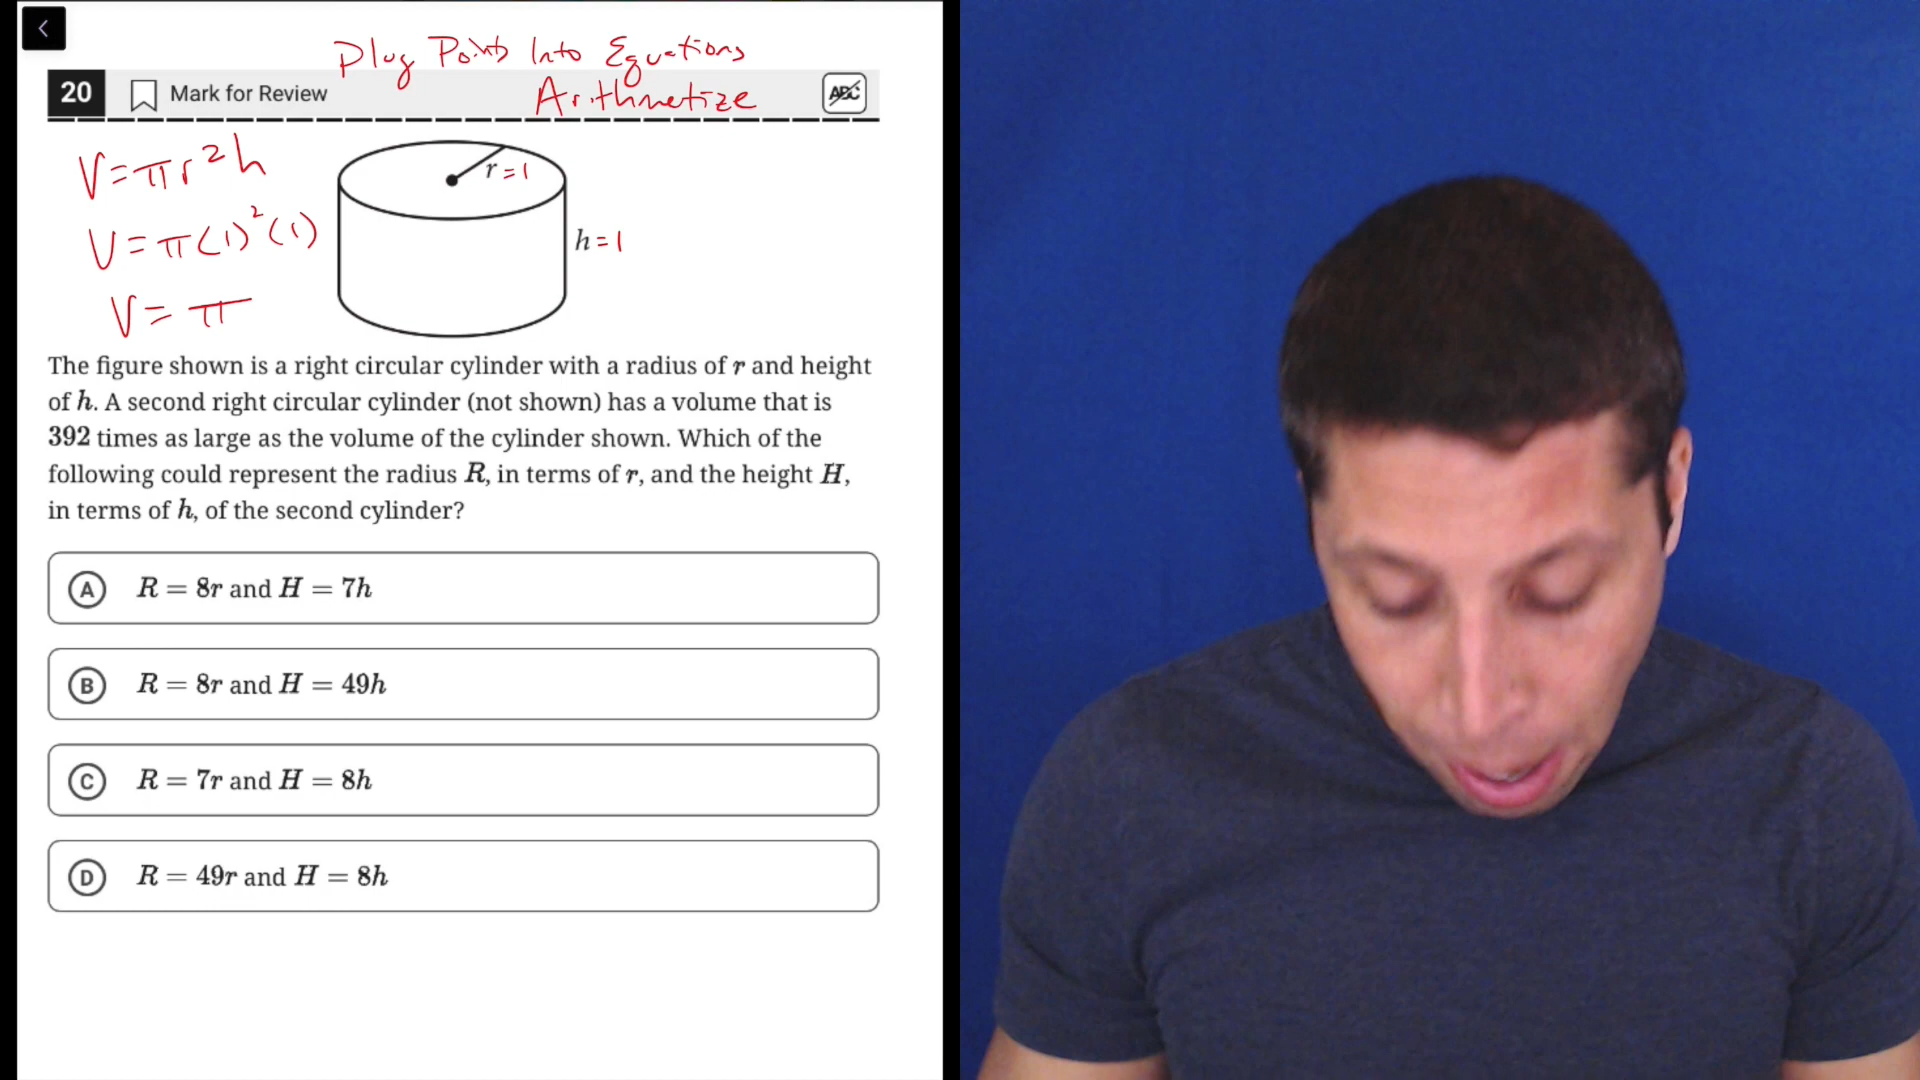 Plug Points Into Equations
20 Mark for Review Arithmetize ABC
V=πr²h
r=1
V=π(1)²(1)
h=1
V=π
The figure shown is a right circular cylinder with a radius of r and height
of h. A second right circular cylinder (not shown) has a volume that is
392 times as large as the volume of the cylinder shown. Which of the
following could represent the radius R, in terms of r, and the height H,
in terms of h, of the second cylinder?
A R = 8r and H = 7h
B R = 8r and H = 49h
C R = 7r and H = 8h
D R = 49r and H = 8h